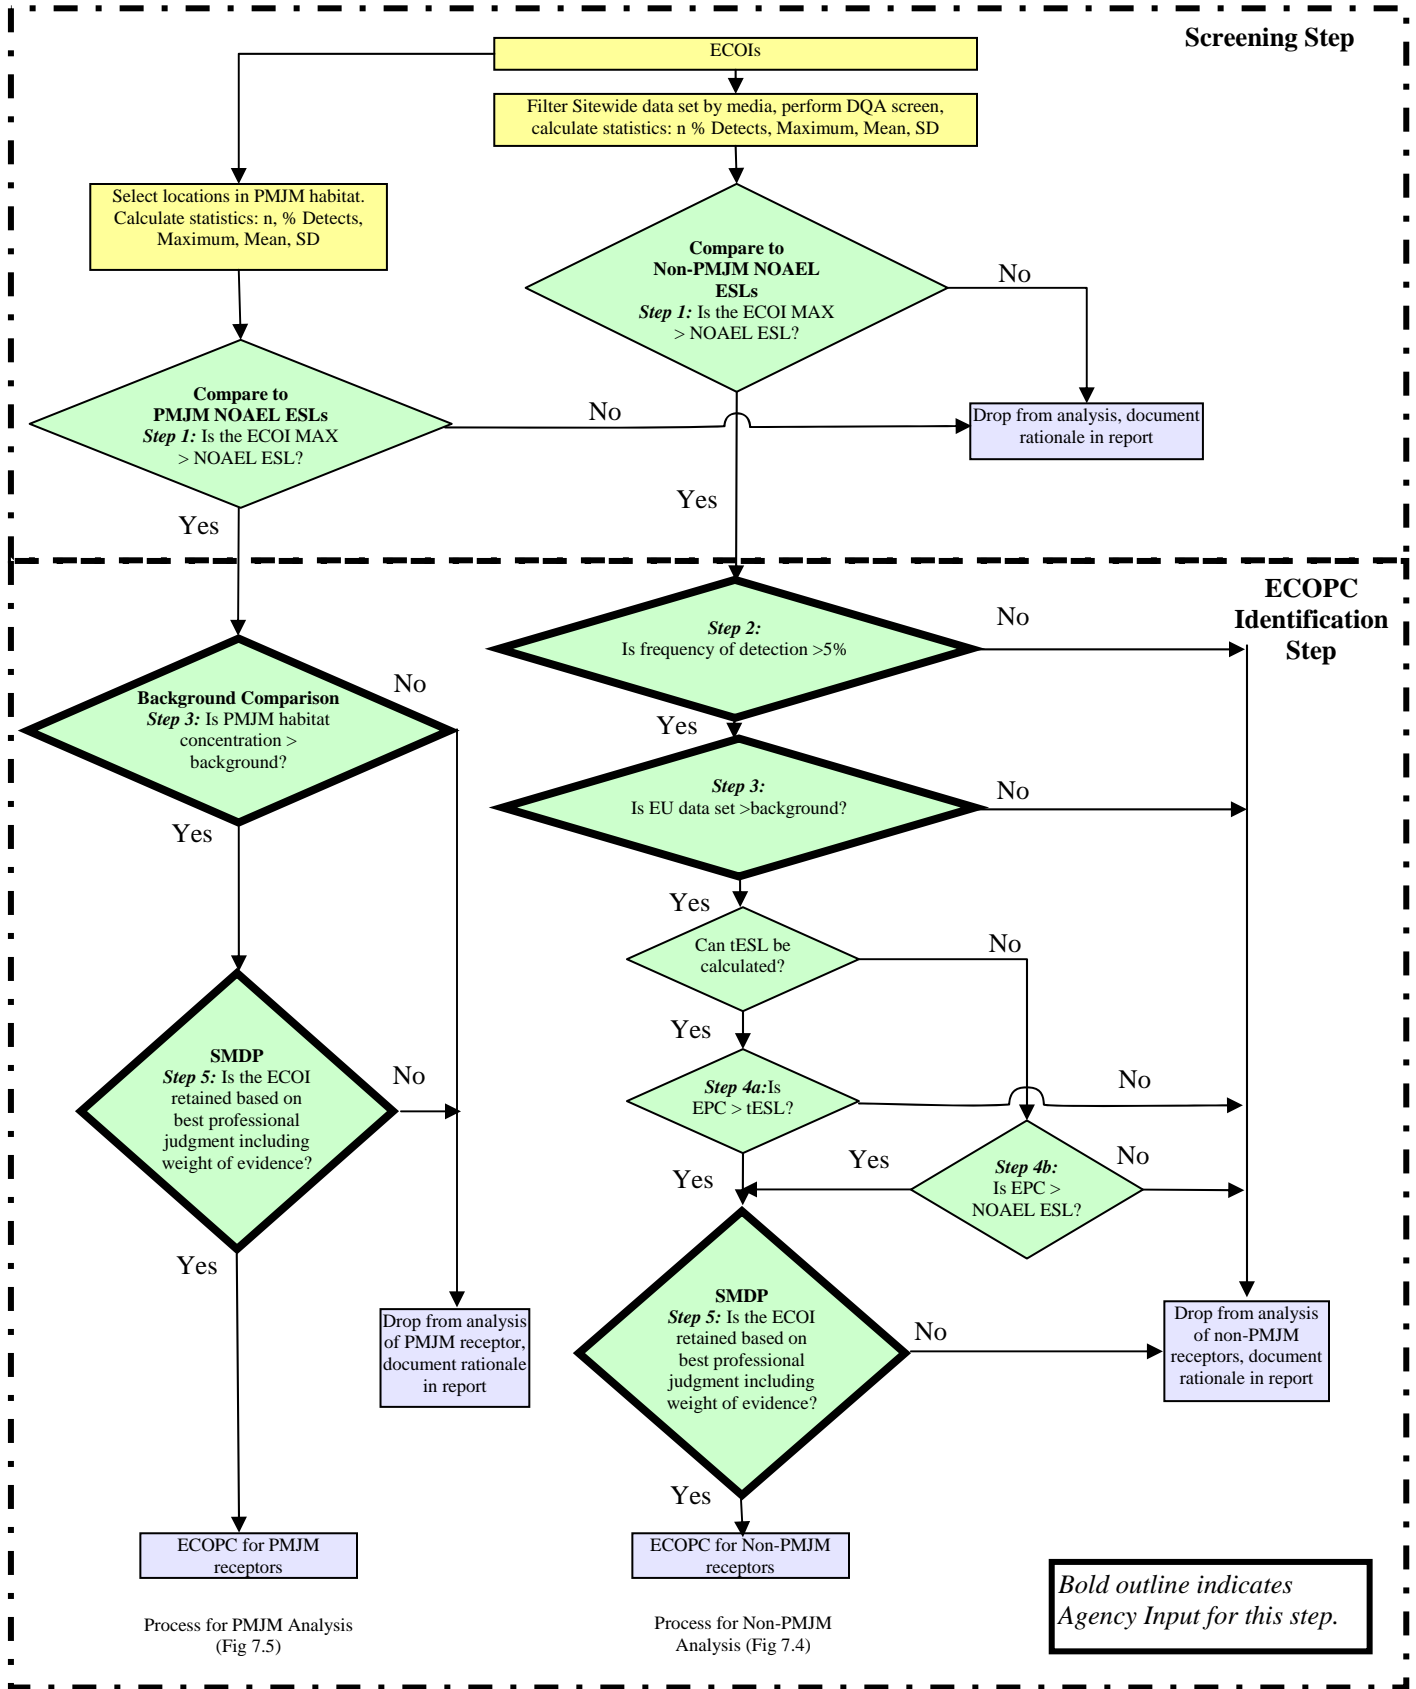 Screening Step
ECOIs
Filter Sitewide data set by media, perform DQA screen,
calculate statistics: n % Detects, Maximum, Mean, SD
Select locations in PMJM habitat.
Calculate statistics: n, % Detects,
Maximum, Mean, SD
Compare to
Non-PMJM NOAEL
ESLs
Step 1: Is the ECOI MAX
> NOAEL ESL?
No
Compare to
PMJM NOAEL ESLs
Step 1: Is the ECOI MAX
> NOAEL ESL?
No
Drop from analysis, document
rationale in report
Yes
Yes
ECOPC
Identification
Step
Step 2:
Is frequency of detection >5%
No
Yes
Background Comparison
Step 3: Is PMJM habitat
concentration >
background?
No
Yes
Step 3:
Is EU data set >background?
No
Yes
Can tESL be
calculated?
No
Yes
Step 4a:Is
EPC > tESL?
No
Yes
Step 4b:
Is EPC >
NOAEL ESL?
Yes
No
SMDP
Step 5: Is the ECOI
retained based on
best professional
judgment including
weight of evidence?
No
Yes
Drop from analysis
of PMJM receptor,
document rationale
in report
SMDP
Step 5: Is the ECOI
retained based on
best professional
judgment including
weight of evidence?
No
Yes
Drop from analysis
of non-PMJM
receptors, document
rationale in report
ECOPC for PMJM
receptors
ECOPC for Non-PMJM
receptors
Process for PMJM Analysis
(Fig 7.5)
Process for Non-PMJM
Analysis (Fig 7.4)
Bold outline indicates
Agency Input for this step.